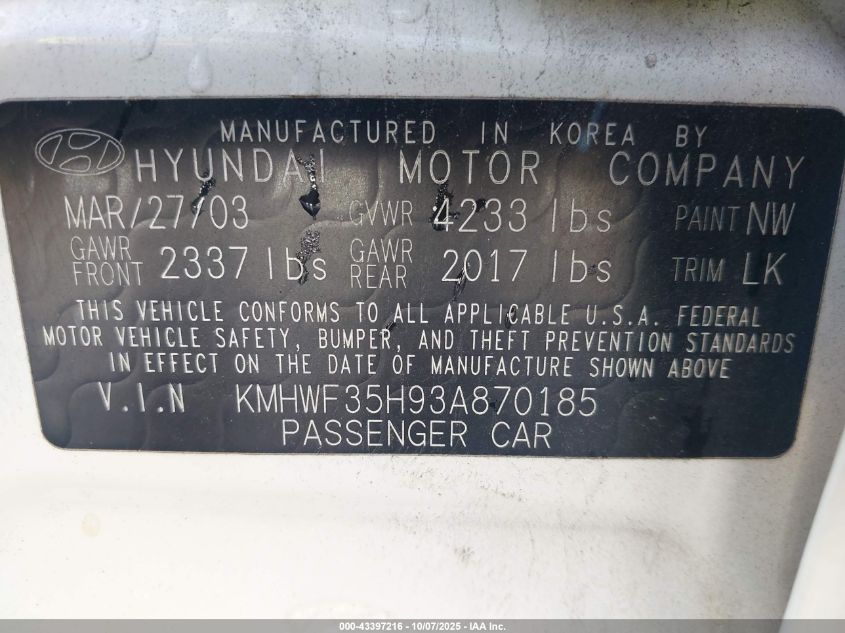 MANUFACTURED IN KOREA BY
HYUNDAI MOTOR COMPANY
MAR/27/03 GVWR 4233 lbs PAINT NW
GAWR FRONT 2337 lbs GAWR REAR 2017 lbs TRIM LK
THIS VEHICLE CONFORMS TO ALL APPLICABLE U.S.A. FEDERAL
MOTOR VEHICLE SAFETY, BUMPER, AND THEFT PREVENTION STANDARDS
IN EFFECT ON THE DATE OF MANUFACTURE SHOWN ABOVE
V.I.N KMHWF35H93A870185
PASSENGER CAR
000-43397216 - 10/07/2025 - IAA Inc.